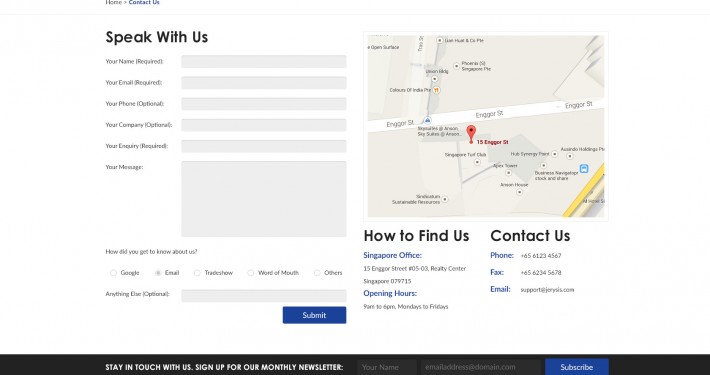 Home > Contact Us
Speak With Us
Your Name (Required):
Your Email (Required):
Your Phone (Optional):
Your Company (Optional):
Your Enquiry (Required):
Your Message:
How did you get to know about us?
Google Email Tradeshow Word of Mouth Others
Anything Else (Optional):
Submit
e Open Surface
Lian Huat & Co Pte
Phoenix (S)
Singapore Pte
Union Bldg
Colours Of India Pte
Enggor St
Enggor St
Skysuites @ Anson,
Sky Suites @ Anson,
15 Enggor St
Singapore Turf Club
Hub Synergy Point
Ausinto Holdings P
Apex Tower
Business Navigator
stock and share
Anson House
Sindicatum
Sustainable Resources
How to Find Us
Singapore Office:
15 Enggor Street #05-03, Realty Center
Singapore 079715
Opening Hours:
9am to 6pm, Mondays to Fridays
Contact Us
Phone: +65 6123 4567
Fax: +65 6234 5678
Email: support@jerysis.com
STAY IN TOUCH WITH US. SIGN UP FOR OUR MONTHLY NEWSLETTER: Your Name emailaddress@domain.com Subscribe